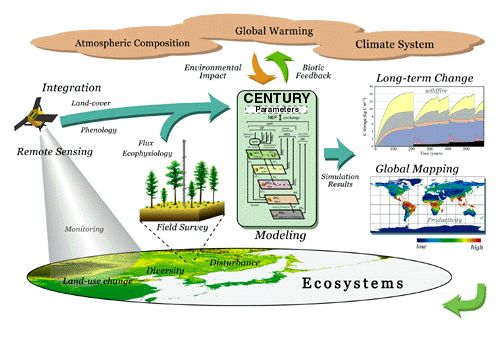 Global Warming
Atmospheric Composition
Climate System
Environmental
Impact
Biotic
Feedback
Integration
Land-cover
Phenology
Remote Sensing
Flux
Ecophysiology
CENTURY
Parameters
NEP
Long-term Change
wildfire
C storage
Time (years)
Simulation
Results
Global Mapping
Productivity
low
high
Field Survey
Modeling
Monitoring
Disturbance
Diversity
Land-use change
Ecosystems